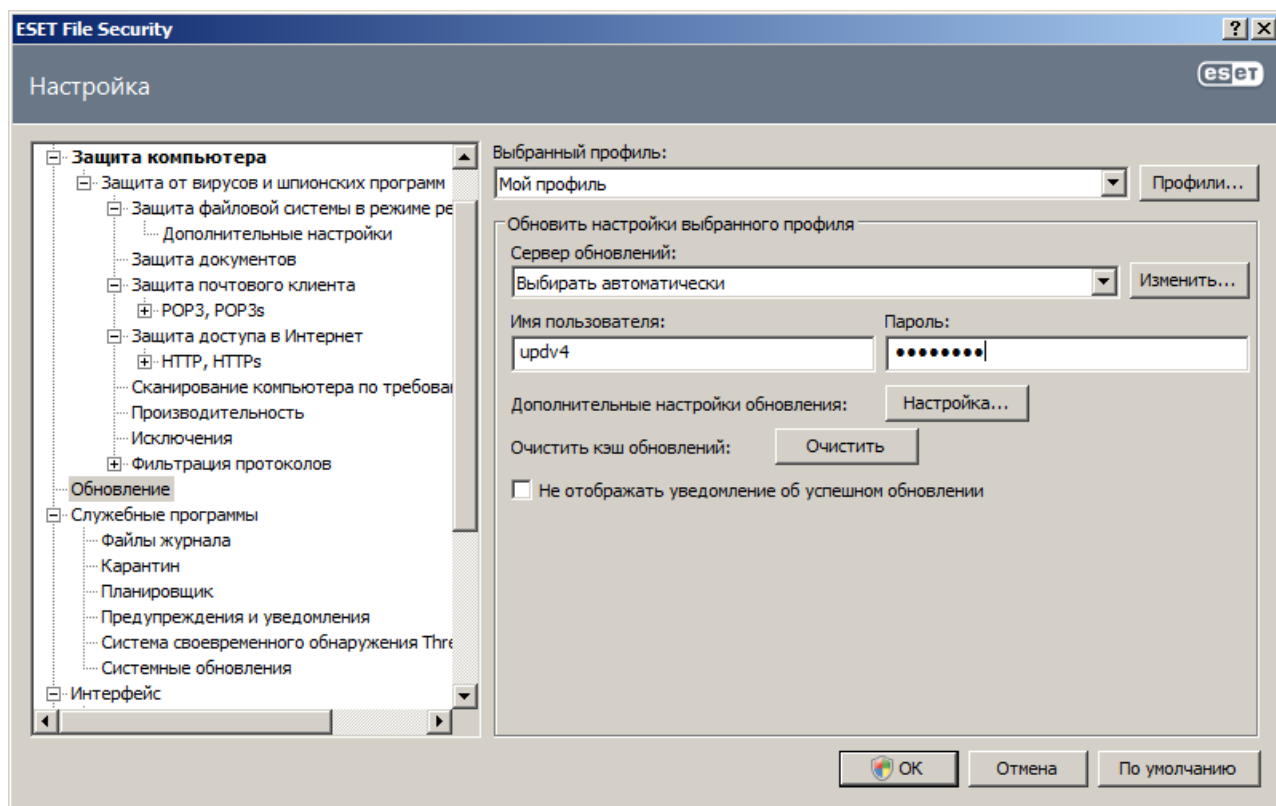 ESET File Security
Настройка
eset
Защита компьютера
Защита от вирусов и шпионских программ
Защита файловой системы в режиме ре
Дополнительные настройки
Защита документов
Защита почтового клиента
POP3, POP3s
Защита доступа в Интернет
HTTP, HTTPs
Сканирование компьютера по требова
Производительность
Исключения
Фильтрация протоколов
Обновление
Служебные программы
Файлы журнала
Карантин
Планировщик
Предупреждения и уведомления
Система своевременного обнаружения Thre
Системные обновления
Интерфейс
Выбранный профиль:
Мой профиль
Профили...
Обновить настройки выбранного профиля
Сервер обновлений:
Выбирать автоматически
Изменить...
Имя пользователя:
Пароль:
updv4
••••••••
Дополнительные настройки обновления:
Настройка...
Очистить кэш обновлений:
Очистить
Не отображать уведомление об успешном обновлении
OK
Отмена
По умолчанию